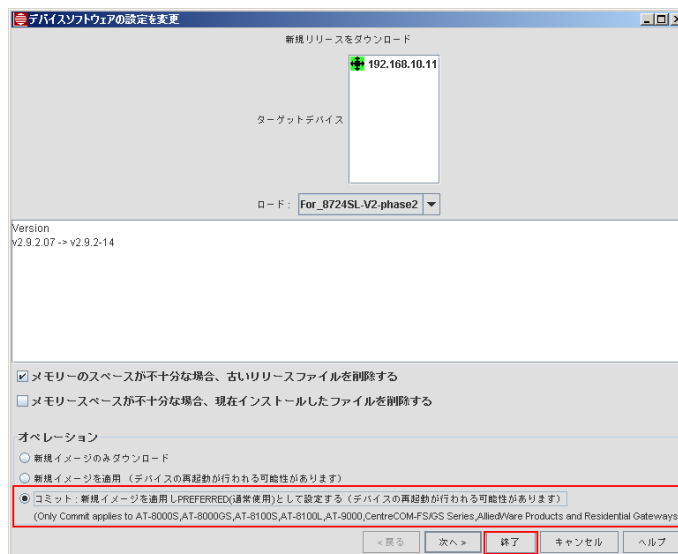 デバイスソフトウェアの設定を変更
新規リリースをダウンロード
192.168.10.11
ターゲットデバイス
ロード: For_8724SL-V2-phase2
Version
v2.9.2.07 -> v2.9.2-14
メモリーのスペースが不十分な場合、古いリリースファイルを削除する
メモリースペースが不十分な場合、現在インストールしたファイルを削除する
オペレーション
新規イメージのみダウンロード
新規イメージを適用 (デバイスの再起動が行われる可能性があります)
コミット:新規イメージを適用しPREFERRED(通常使用)として設定する(デバイスの再起動が行われる可能性があります)
(Only Commit applies to AT-8000S,AT-8000GS,AT-8100S,AT-8100L,AT-9000,CentreCOM-FS/GS Series,AlliedWare Products and Residential Gateways
«戻る 次へ» 終了 キャンセル ヘルプ